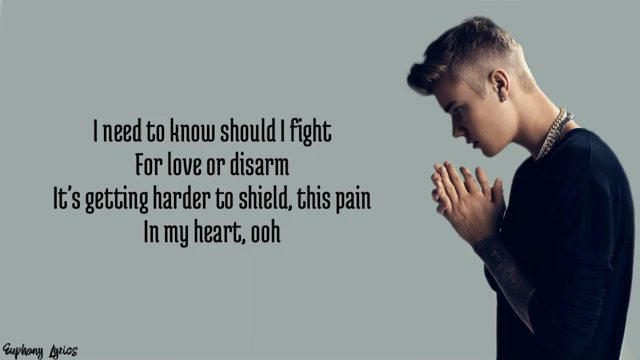 I need to know should I fight
For love or disarm
It's getting harder to shield, this pain
In my heart, ooh
Euphony Lyrics